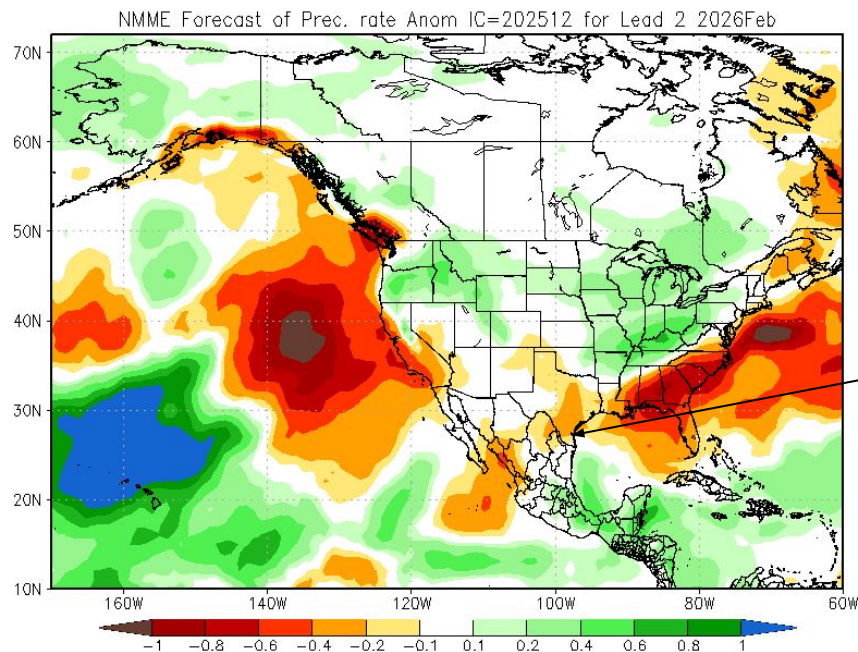 NMME Forecast of Prec. rate Anom IC=202512 for Lead 2 2026Feb
70N
60N
50N
40N
30N
20N
10N
160W 140W 120W 100W 80W 60W
-1 -0.8 -0.6 -0.4 -0.2 -0.1 0.1 0.2 0.4 0.6 0.8 1